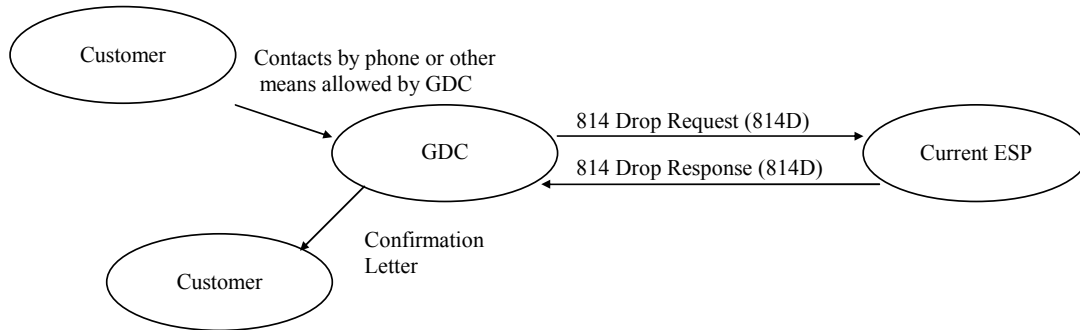 Customer
Contacts by phone or other
means allowed by GDC
814 Drop Request (814D)
GDC
Current ESP
814 Drop Response (814D)
Confirmation
Letter
Customer